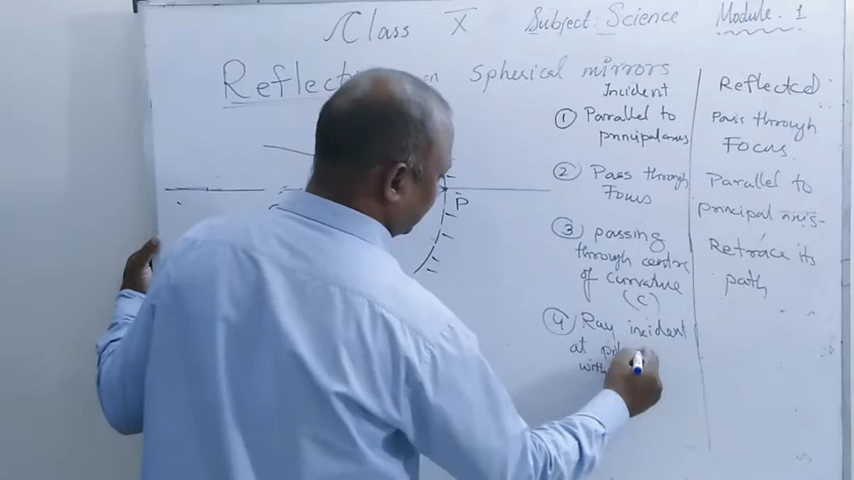 Class X Subject: Science Module. 1
Reflecti on spherical mirrors
Incident
Reflected
① Parallel to
principal axis
Pass through
Focus.
② Pass through
Focus
Parallel to
principal axis
③ passing
through centre
of curvature
(C)
Retrace its
path
④ Ray incident
at
with
P